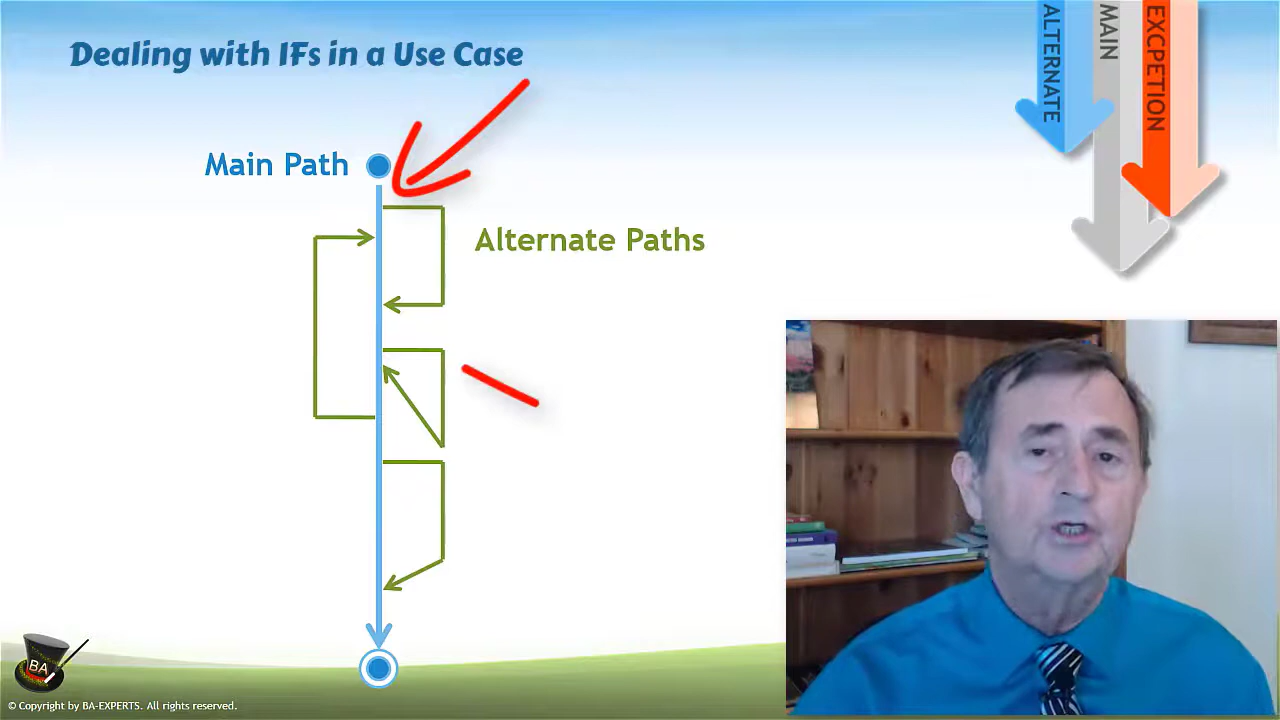 Dealing with IFs in a Use Case
ALTERNATE
MAIN
EXCPETION
Main Path
Alternate Paths
BA
© Copyright by BA-EXPERTS. All rights reserved.